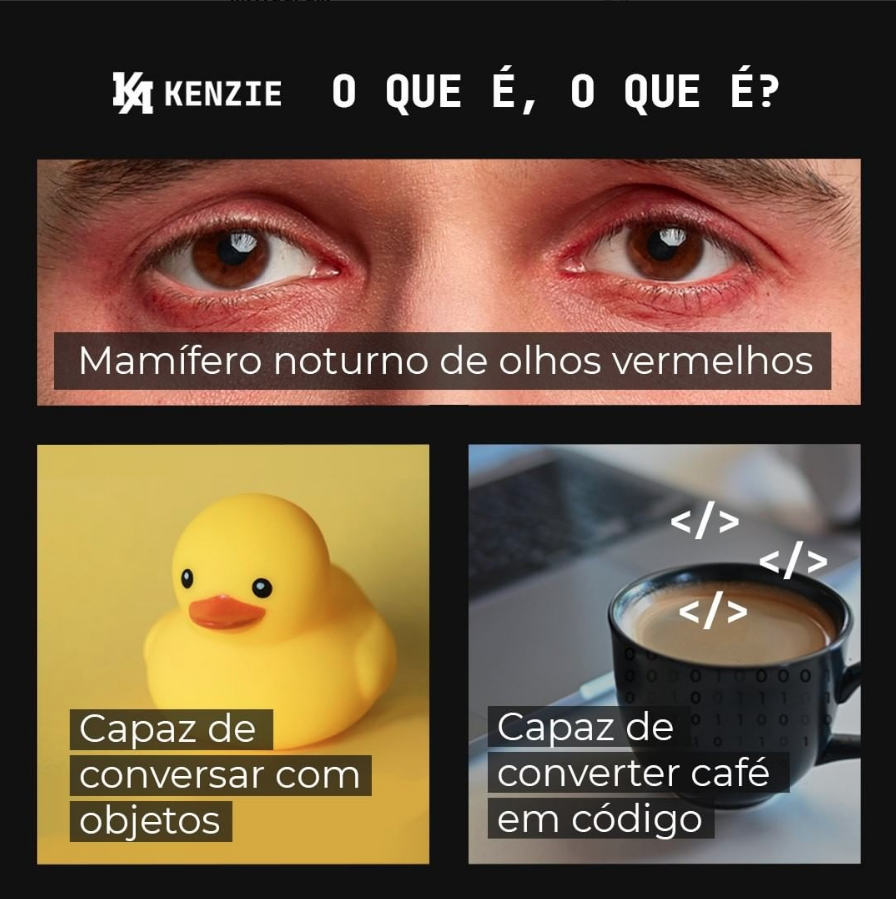 KA KENZIE O QUE É, O QUE É?
Mamífero noturno de olhos vermelhos
</>
</>
</>
Capaz de
conversar com
objetos
Capaz de
converter café
em código